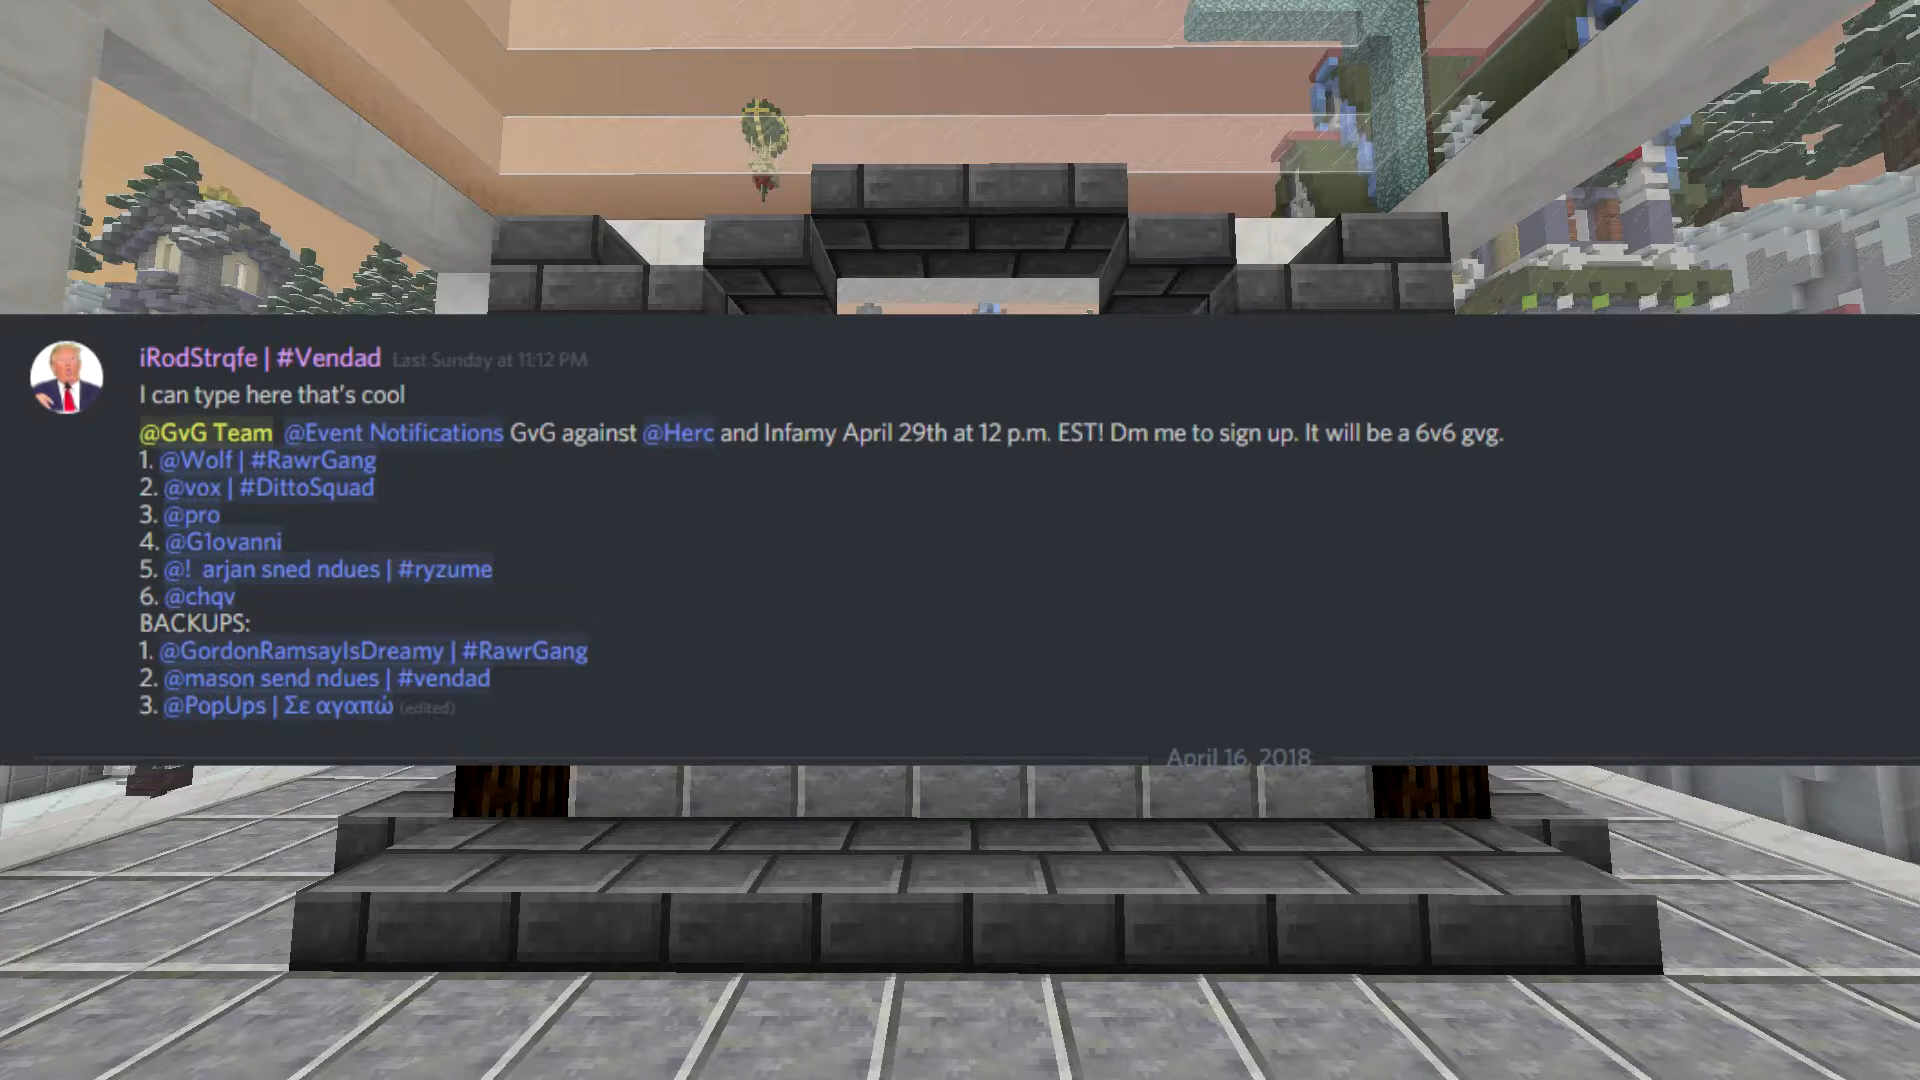 iRodStrqfe | #Vendad Last Sunday at 11:12 PM
I can type here that's cool
@GvG Team @Event Notifications GvG against @Herc and Infamy April 29th at 12 p.m. EST! Dm me to sign up. It will be a 6v6 gvg.
1. @Wolf | #RawrGang
2. @vox | #DittoSquad
3. @pro
4. @G1ovanni
5. @! arjan sned ndues | #ryzume
6. @chqv
BACKUPS:
1. @GordonRamsayIsDreamy | #RawrGang
2. @mason send ndues | #vendad
3. @PopUps | Σε αγαπώ (edited)
April 16, 2018